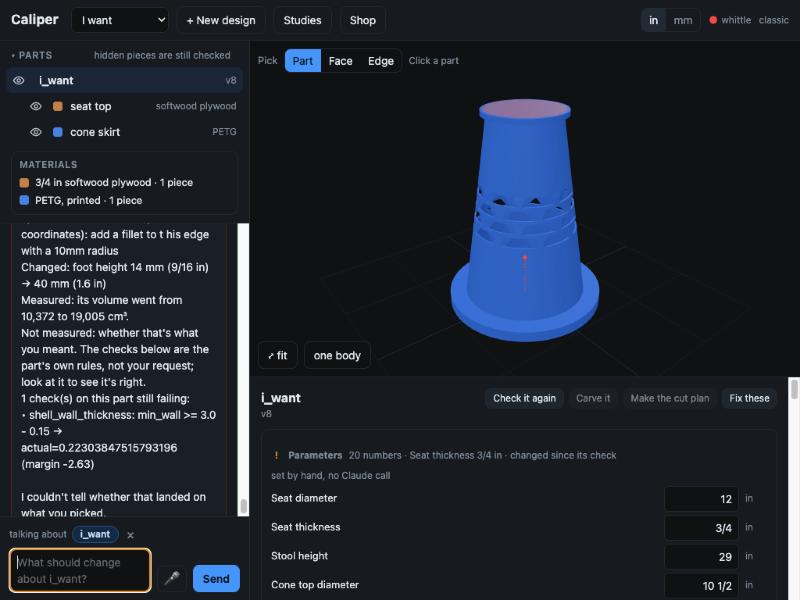 Caliper
I want
+ New design
Studies
Shop
in
mm
whittle
classic
PARTS
hidden pieces are still checked
i_want
v8
seat top
softwood plywood
cone skirt
PETG
MATERIALS
3/4 in softwood plywood · 1 piece
PETG, printed · 1 piece
coordinates): add a fillet to t his edge
with a 10mm radius
Changed: foot height 14 mm (9/16 in)
→ 40 mm (1.6 in)
Measured: its volume went from
10,372 to 19,005 cm³.
Not measured: whether that's what
you meant. The checks below are the
part's own rules, not your request;
look at it to see it's right.
1 check(s) on this part still failing:
• shell_wall_thickness: min_wall >= 3.0
- 0.15 →
actual=0.22303847515793196
(margin -2.63)
I couldn't tell whether that landed on
what you picked.
talking about
i_want
×
What should change
about i_want?
Send
Pick
Part
Face
Edge
Click a part
⤢ fit
one body
i_want
v8
Check it again
Carve it
Make the cut plan
Fix these
! Parameters 20 numbers · Seat thickness 3/4 in · changed since its check
set by hand, no Claude call
Seat diameter
12
in
Seat thickness
3/4
in
Stool height
29
in
Cone top diameter
10 1/2
in